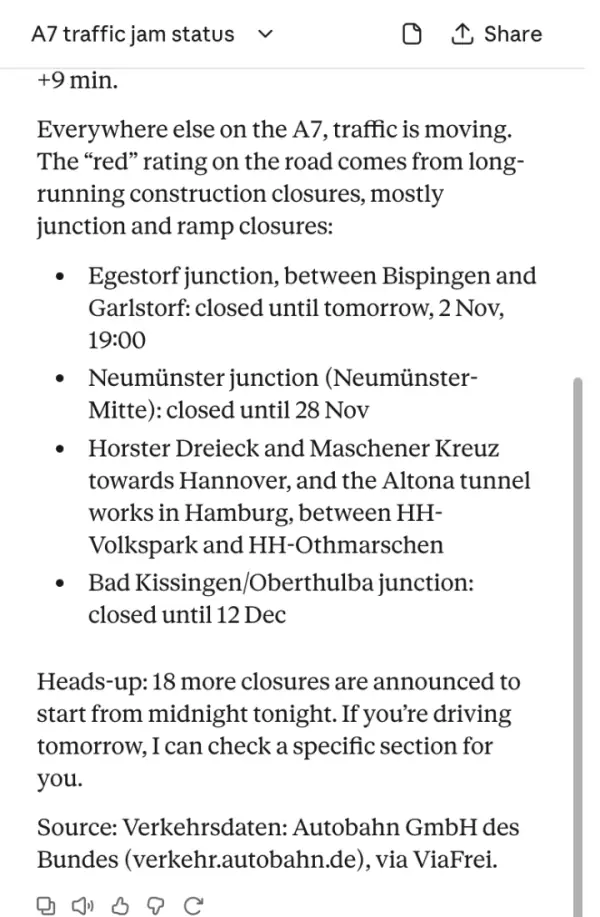 A7 traffic jam status
Share
+9 min.
Everywhere else on the A7, traffic is moving.
The “red” rating on the road comes from long-
running construction closures, mostly
junction and ramp closures:
• Egestorf junction, between Bispingen and
Garlstorf: closed until tomorrow, 2 Nov,
19:00
• Neumünster junction (Neumünster-
Mitte): closed until 28 Nov
• Horster Dreieck and Maschener Kreuz
towards Hannover, and the Altona tunnel
works in Hamburg, between HH-
Volkspark and HH-Othmarschen
• Bad Kissingen/Oberthulba junction:
closed until 12 Dec
Heads-up: 18 more closures are announced to
start from midnight tonight. If you’re driving
tomorrow, I can check a specific section for
you.
Source: Verkehrsdaten: Autobahn GmbH des
Bundes (verkehr.autobahn.de), via ViaFrei.